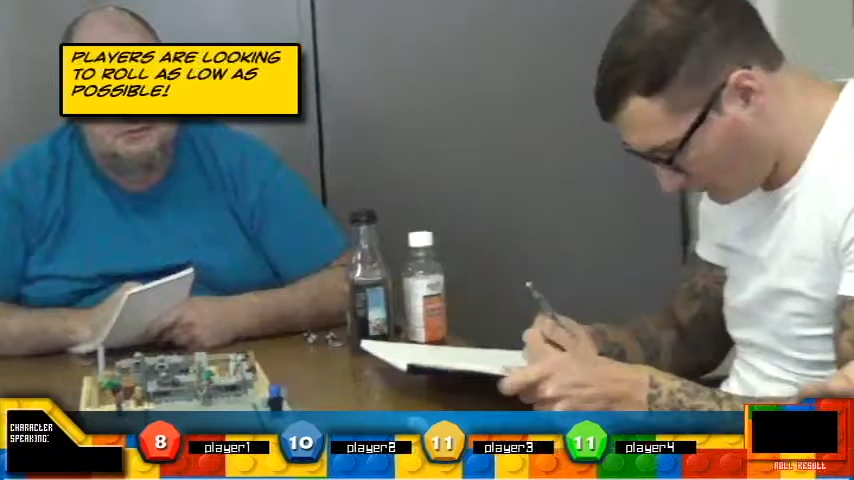 PLAYERS ARE LOOKING
TO ROLL AS LOW AS
POSSIBLE!
CHARACTER
SPEAKING:
8
player1
10
player2
11
player3
11
player4
ROLL RESULT